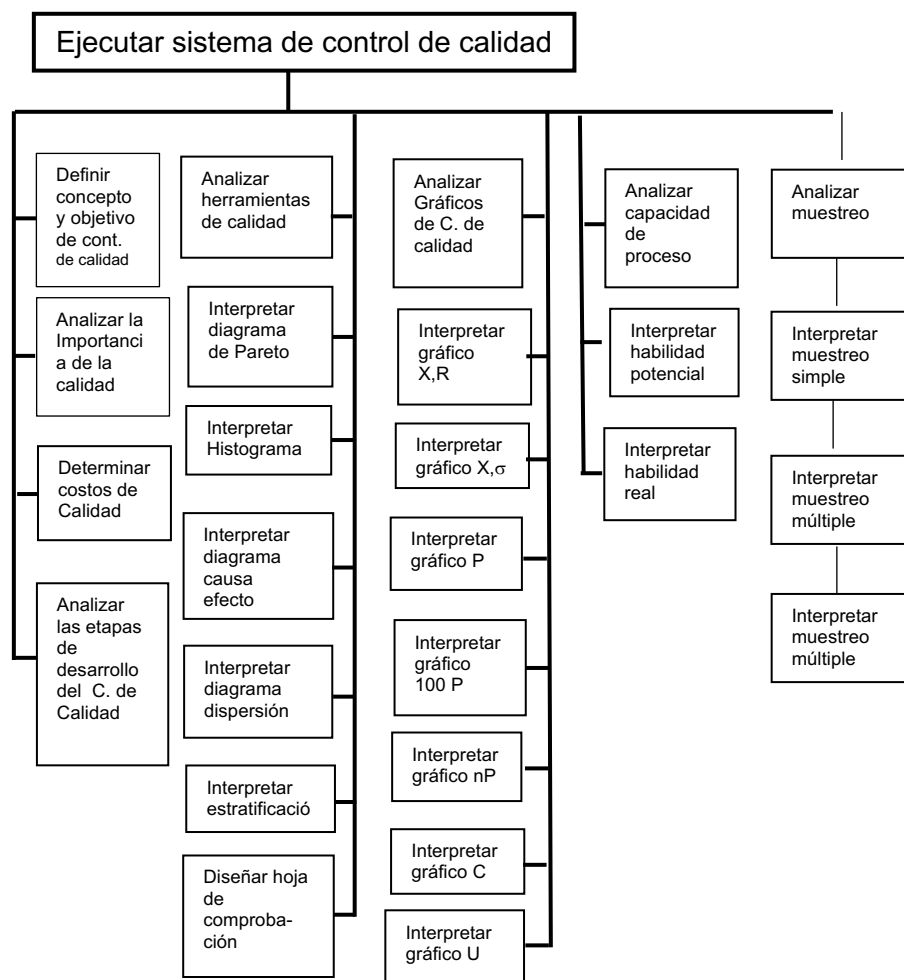 Ejecutar sistema de control de calidad
Definir
concepto
y objetivo
de cont.
de calidad
Analizar la
Importanci
a de la
calidad
Determinar
costos de
Calidad
Analizar
las etapas
de
desarrollo
del C. de
Calidad
Analizar
herramientas
de calidad
Interpretar
diagrama
de Pareto
Interpretar
Histograma
Interpretar
diagrama
causa
efecto
Interpretar
diagrama
dispersión
Interpretar
estratificació
Diseñar hoja
de
comproba-
ción
Analizar
Gráficos
de C. de
calidad
Interpretar
gráfico
X,R
Interpretar
gráfico X,σ
Interpretar
gráfico P
Interpretar
gráfico
100 P
Interpretar
gráfico nP
Interpretar
gráfico C
Interpretar
gráfico U
Analizar
capacidad
de
proceso
Interpretar
habilidad
potencial
Interpretar
habilidad
real
Analizar
muestreo
Interpretar
muestreo
simple
Interpretar
muestreo
múltiple
Interpretar
muestreo
múltiple